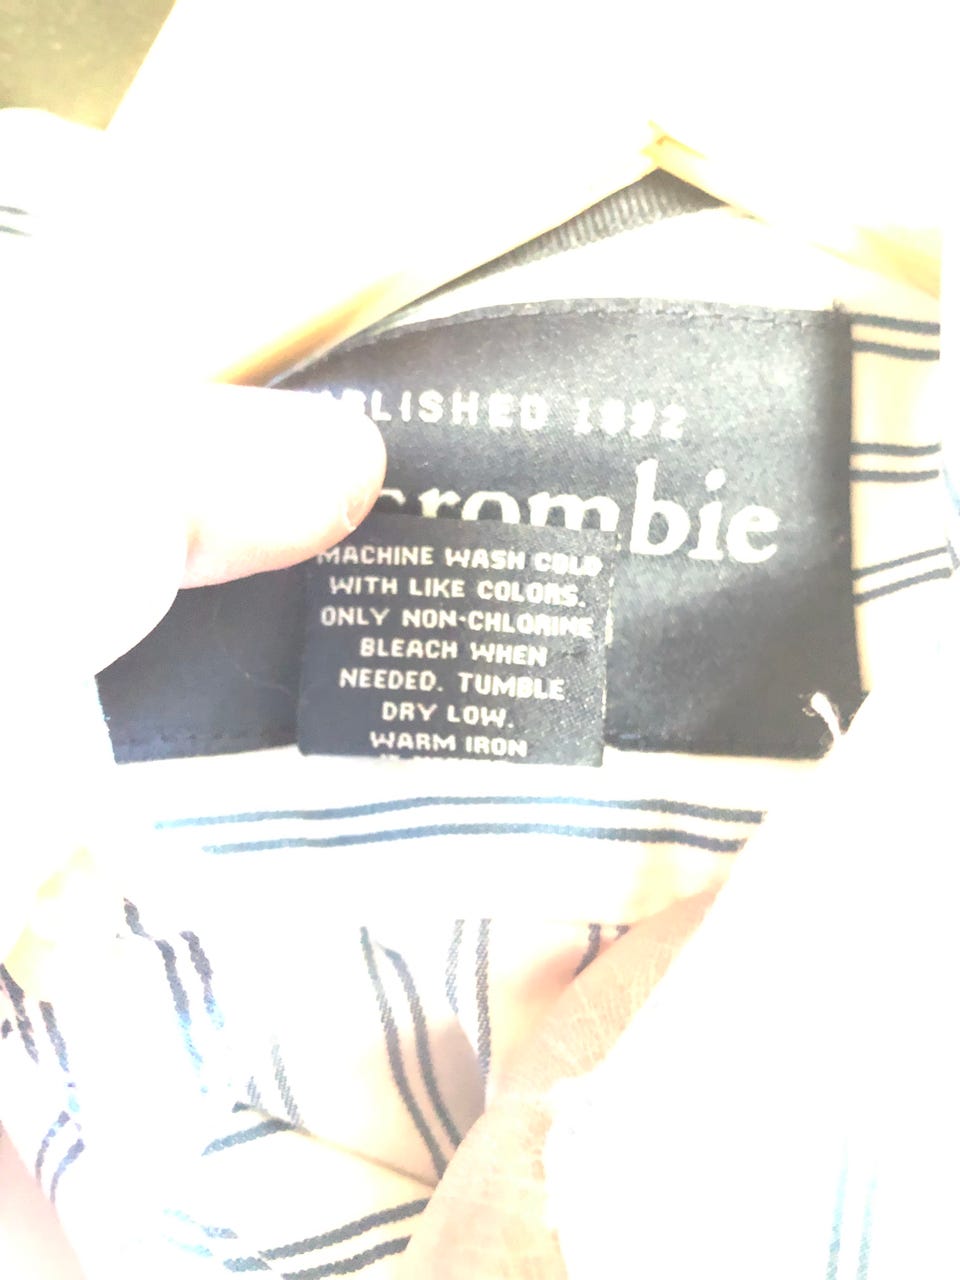 BLISHED 1892
crombie
MACHINE WASH COLD
WITH LIKE COLORS.
ONLY NON-CHLORINE
BLEACH WHEN
NEEDED. TUMBLE
DRY LOW.
WARM IRON